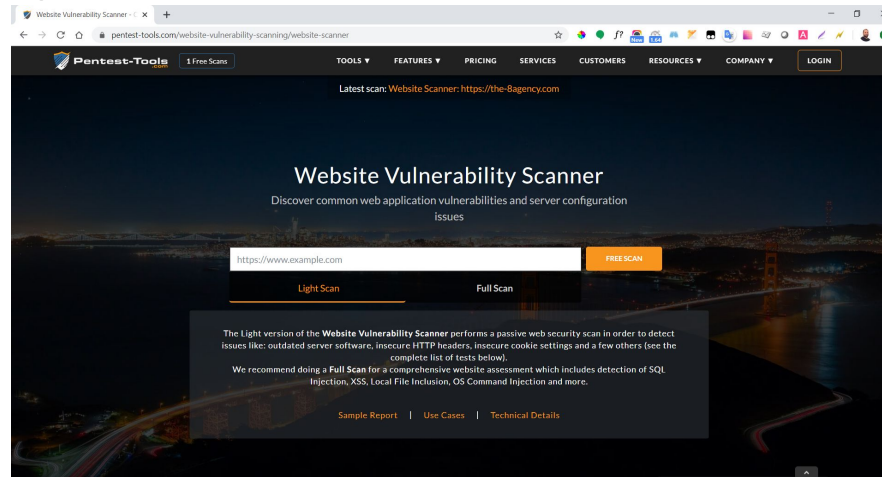 Website Vulnerability Scanner - O
pentest-tools.com/website-vulnerability-scanning/website-scanner
f?
New
1.64
A
Pentest-Tools
.com
1 Free Scans
TOOLS ▼
FEATURES ▼
PRICING
SERVICES
CUSTOMERS
RESOURCES ▼
COMPANY ▼
LOGIN
Latest scan: Website Scanner: https://the-8agency.com
Website Vulnerability Scanner
Discover common web application vulnerabilities and server configuration
issues
https://www.example.com
FREE SCAN
Light Scan
Full Scan
The Light version of the Website Vulnerability Scanner performs a passive web security scan in order to detect
issues like: outdated server software, insecure HTTP headers, insecure cookie settings and a few others (see the
complete list of tests below).
We recommend doing a Full Scan for a comprehensive website assessment which includes detection of SQL
Injection, XSS, Local File Inclusion, OS Command Injection and more.
Sample Report | Use Cases | Technical Details